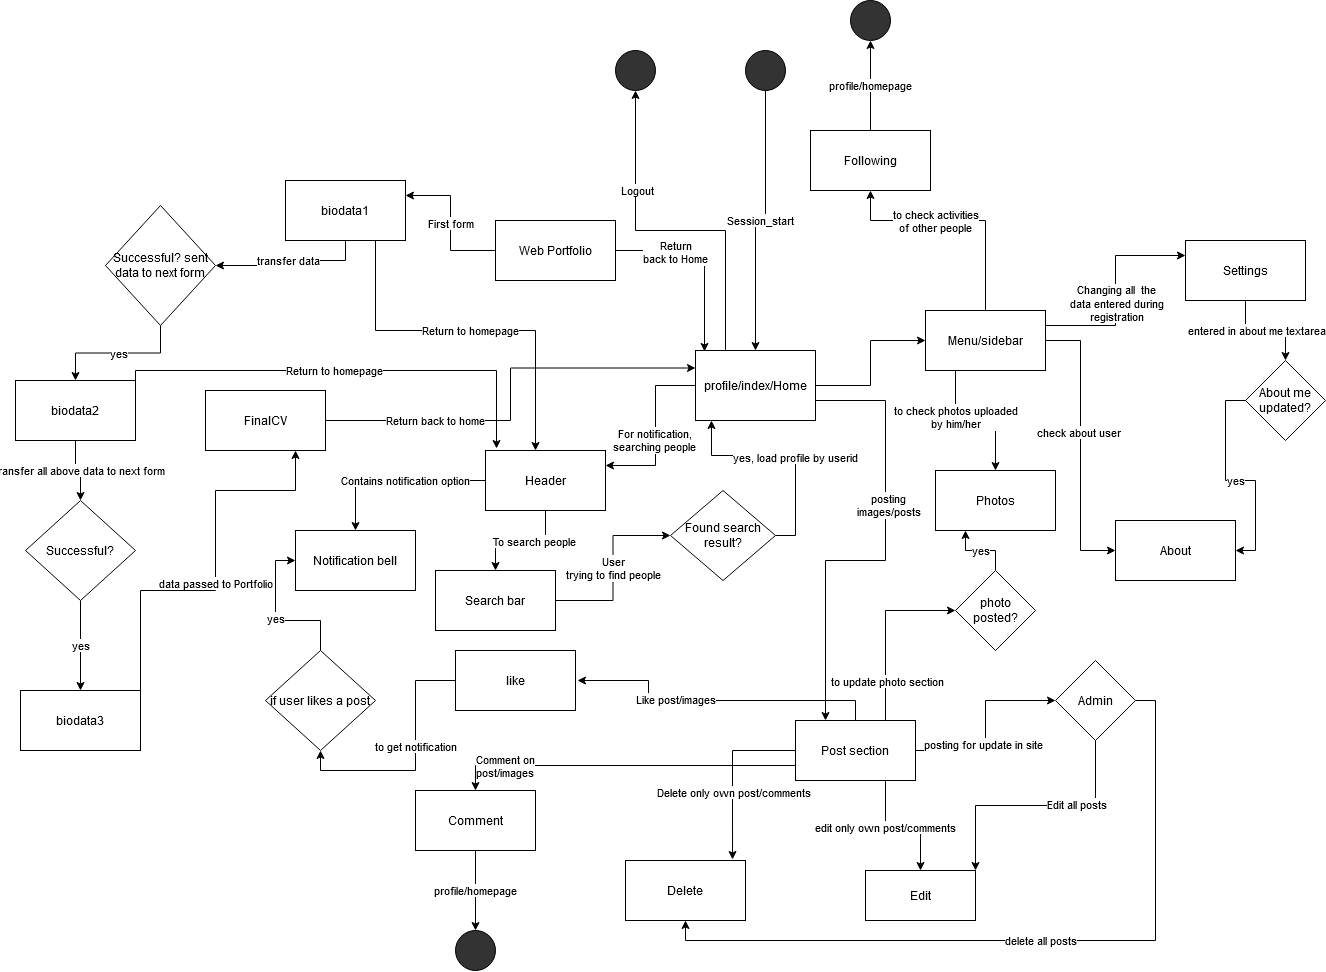 profile/homepage
Following
to check activities
of other people
Logout
Session_start
biodata1
First form
Web Portfolio
Return
back to Home
Successful? sent
data to next form
transfer data
Settings
Changing all  the
data entered during
registration
entered in about me textarea
Return to homepage
Menu/sidebar
yes
Return to homepage
profile/index/Home
biodata2
FinalCV
Return back to home
About me
updated?
to check photos uploaded
by him/her
check about user
For notification,
searching people
yes, load profile by userid
ransfer all above data to next form
Contains notification option
Header
yes
posting
images/posts
Photos
Successful?
Notification bell
To search people
Found search
result?
About
yes
User
trying to find people
data passed to Portfolio
Search bar
photo
posted?
yes
yes
like
to update photo section
if user likes a post
Like post/images
Admin
biodata3
to get notification
Post section
posting for update in site
Comment on
post/images
Delete only own post/comments
Edit all posts
Comment
edit only own post/comments
profile/homepage
Delete
Edit
delete all posts